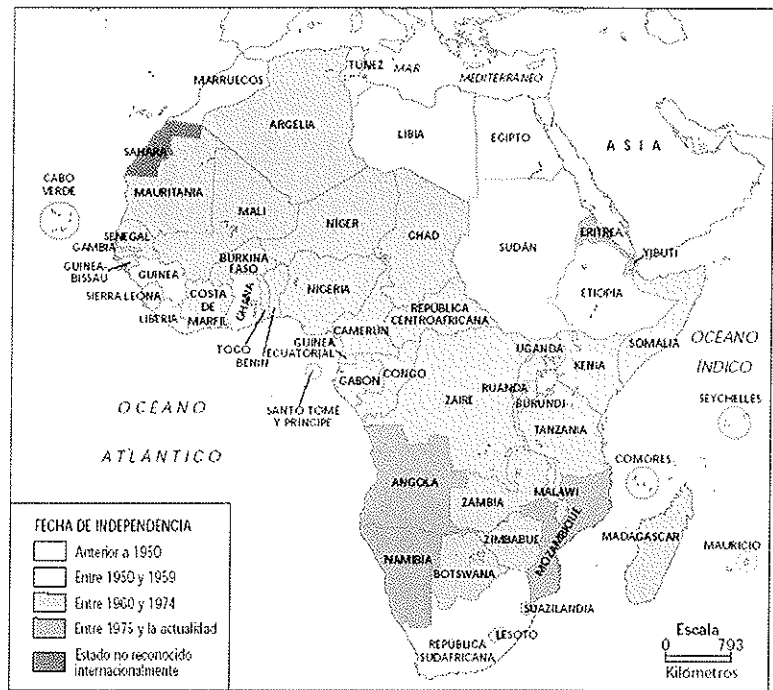 MARRUECOS
TÚNEZ
MAR
MEDITERRÁNEO
ARGELIA
LIBIA
EGIPTO
ASIA
SAHARA
CABO
VERDE
MAURITANIA
MALI
NÍGER
CHAD
SUDÁN
ERITREA
YIBUTI
SENEGAL
GAMBIA
GUINEA-
BISSAU
GUINEA
SIERRA LEONA
LIBERIA
COSTA
DE
MARFIL
BURKINA
FASO
GHANA
TOGO
BENIN
NIGERIA
CAMERÚN
REPÚBLICA
CENTROAFRICANA
ETIOPIA
SOMALIA
GUINEA
ECUATORIAL
GABON
CONGO
SANTO TOMÉ
Y PRINCIPE
UGANDA
KENIA
RUANDA
BURUNDI
ZAIRE
TANZANIA
OCÉANO
ÍNDICO
SEYCHELLES
COMORES
OCÉANO
ATLÁNTICO
ANGOLA
ZAMBIA
MALAWI
MOZAMBIQUE
ZIMBABUE
MADAGASCAR
MAURICIO
NAMIBIA
BOTSWANA
SUAZILANDIA
LESOTO
REPÚBLICA
SUDAFRICANA
FECHA DE INDEPENDENCIA
Anterior a 1950
Entre 1950 y 1959
Entre 1960 y 1974
Entre 1975 y la actualidad
Estado no reconocido
internacionalmente
Escala
0 793
Kilómetros